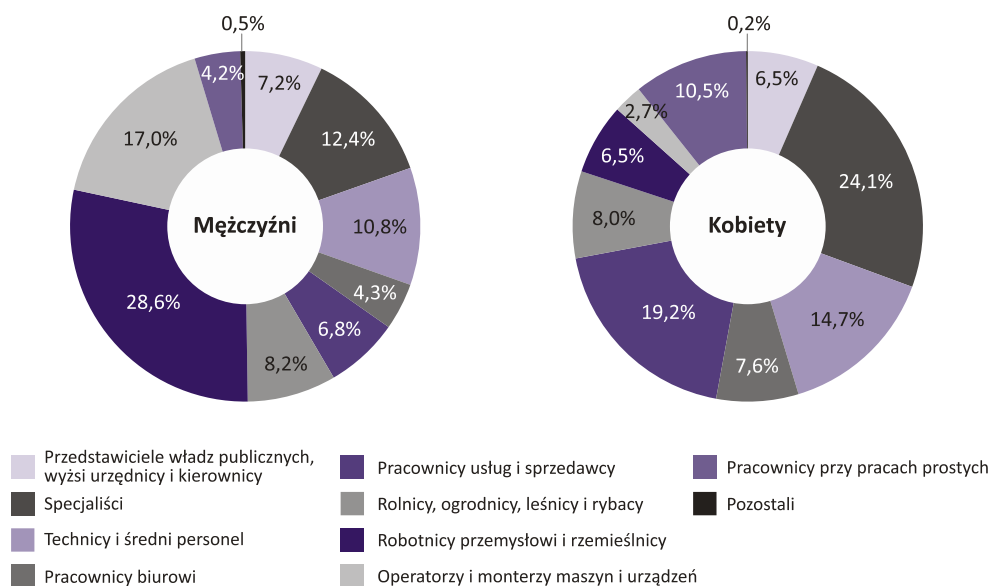 0,5%
7,2%
12,4%
10,8%
4,3%
6,8%
8,2%
28,6%
17,0%
4,2%
Mężczyźni
0,2%
6,5%
24,1%
14,7%
7,6%
19,2%
8,0%
6,5%
2,7%
10,5%
Kobiety
Przedstawiciele władz publicznych,
wyżsi urzędnicy i kierownicy
Specjaliści
Technicy i średni personel
Pracownicy biurowi
Pracownicy usług i sprzedawcy
Rolnicy, ogrodnicy, leśnicy i rybacy
Robotnicy przemysłowi i rzemieślnicy
Operatorzy i monterzy maszyn i urządzeń
Pracownicy przy pracach prostych
Pozostali